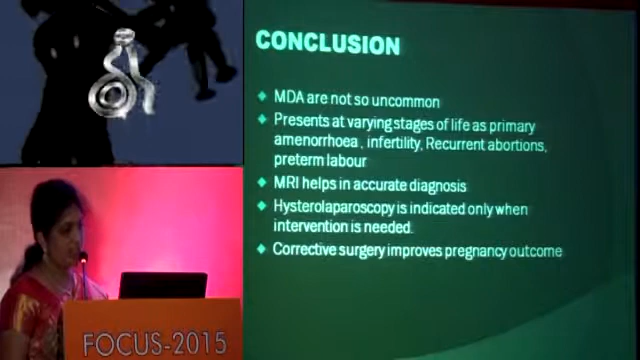 CONCLUSION
MDA are not so uncommon
Presents at varying stages of life as primary
amenorrhoea , infertility, Recurrent abortions,
preterm labour
MRI helps in accurate diagnosis
Hysterolaparoscopy is indicated only when
intervention is needed.
Corrective surgery improves pregnancy outcome
FOCUS-2015